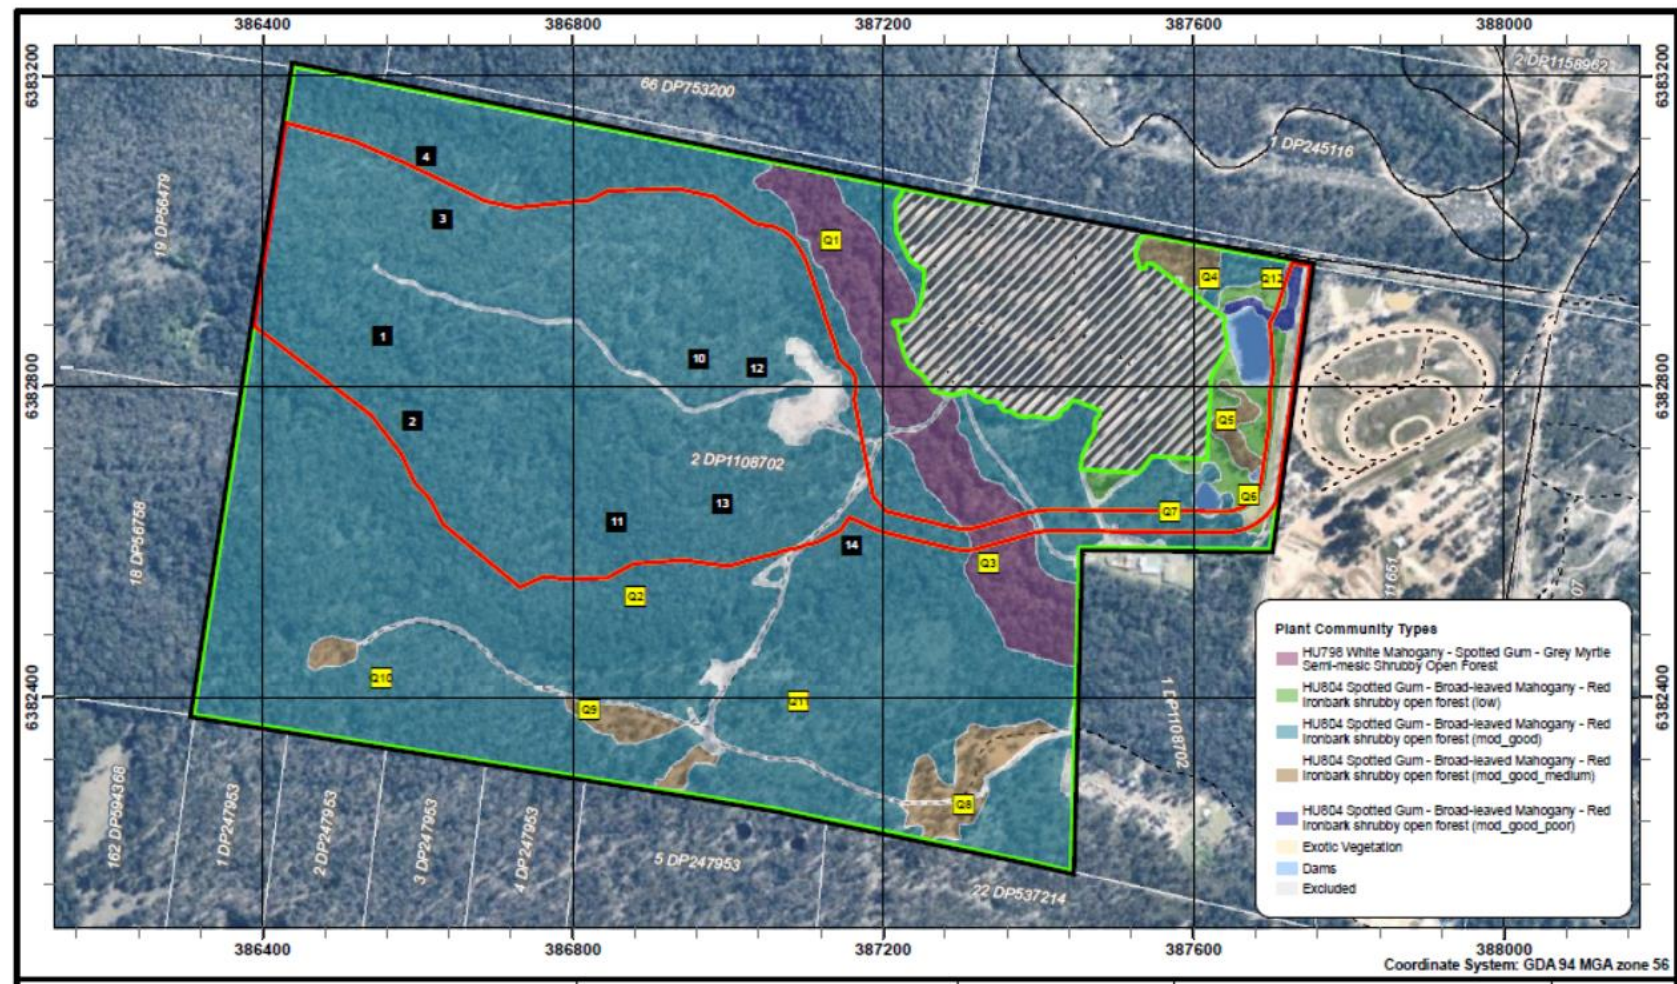 386400 386800 387200 387600 388000
6383200
6383200
2 DP1158962
66 DP753200
1 DP245116
4
19 DP56479
3
Q1
Q4
Q12
1
10
12
6382800
6382800
2
Q5
2 DP1108702
13
Q6
Q7
11
14
18 DP556758
Q3
Q2
11651
07
Q10
Q11
Q9
6382400
6382400
1 DP1108702
Q8
162 DP594368
1 DP247953
2 DP247953
3 DP247953
4 DP247953
5 DP247953
22 DP537214
Plant Community Types
HU798 White Mahogany - Spotted Gum - Grey Myrtle
Semi-mesic Shrubby Open Forest
HU804 Spotted Gum - Broad-leaved Mahogany - Red
Ironbark shrubby open forest (low)
HU804 Spotted Gum - Broad-leaved Mahogany - Red
Ironbark shrubby open forest (mod_good)
HU804 Spotted Gum - Broad-leaved Mahogany - Red
Ironbark shrubby open forest (mod_good_medium)
HU804 Spotted Gum - Broad-leaved Mahogany - Red
Ironbark shrubby open forest (mod_good_poor)
Exotic Vegetation
Dams
Excluded
386400 386800 387200 387600 388000
Coordinate System: GDA 94 MGA zone 56